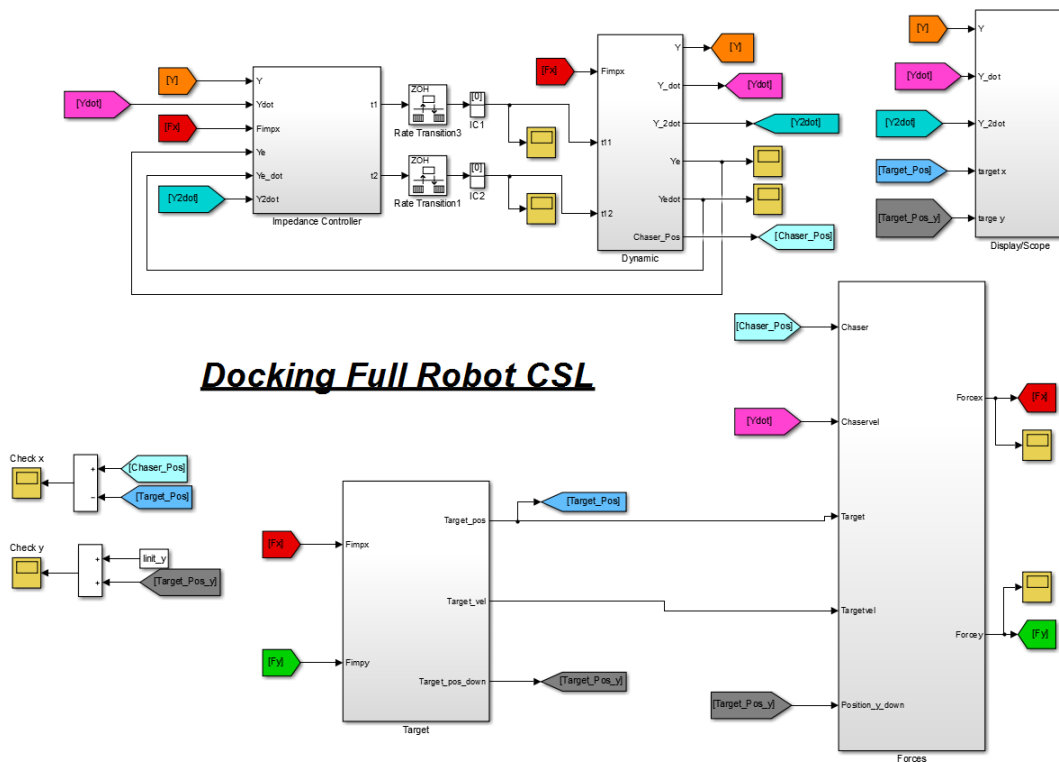 [Y]
[Ydot]
[Fx]
[Y2dot]
Y
Ydot
Fimpx
Ye
Ye_dot
Y2dot
t1
t2
Impedance Controller
ZOH
Rate Transition3
[0]
IC1
ZOH
Rate Transition1
[0]
IC2
[Fx]
Fimpx
t11
t12
Y
Y_dot
Y_2dot
Ye
Yedot
Chaser_Pos
Dynamic
[Y]
[Ydot]
[Y2dot]
[Chaser_Pos]
[Y]
[Ydot]
[Y2dot]
[Target_Pos]
[Target_Pos_y]
Y
Y_dot
Y_2dot
target x
targe y
Display/Scope
Docking Full Robot CSL
[Chaser_Pos]
[Ydot]
[Target_Pos_y]
Chaser
Chaservel
Target
Targetvel
Position_y_down
Forcex
Forcey
Forces
[Fx]
[Fy]
Check x
+
−
[Chaser_Pos]
[Target_Pos]
Check y
+
+
linit_y
[Target_Pos_y]
[Fx]
[Fy]
Fimpx
Fimpy
Target_pos
Target_vel
Target_pos_down
Target
[Target_Pos]
[Target_Pos_y]